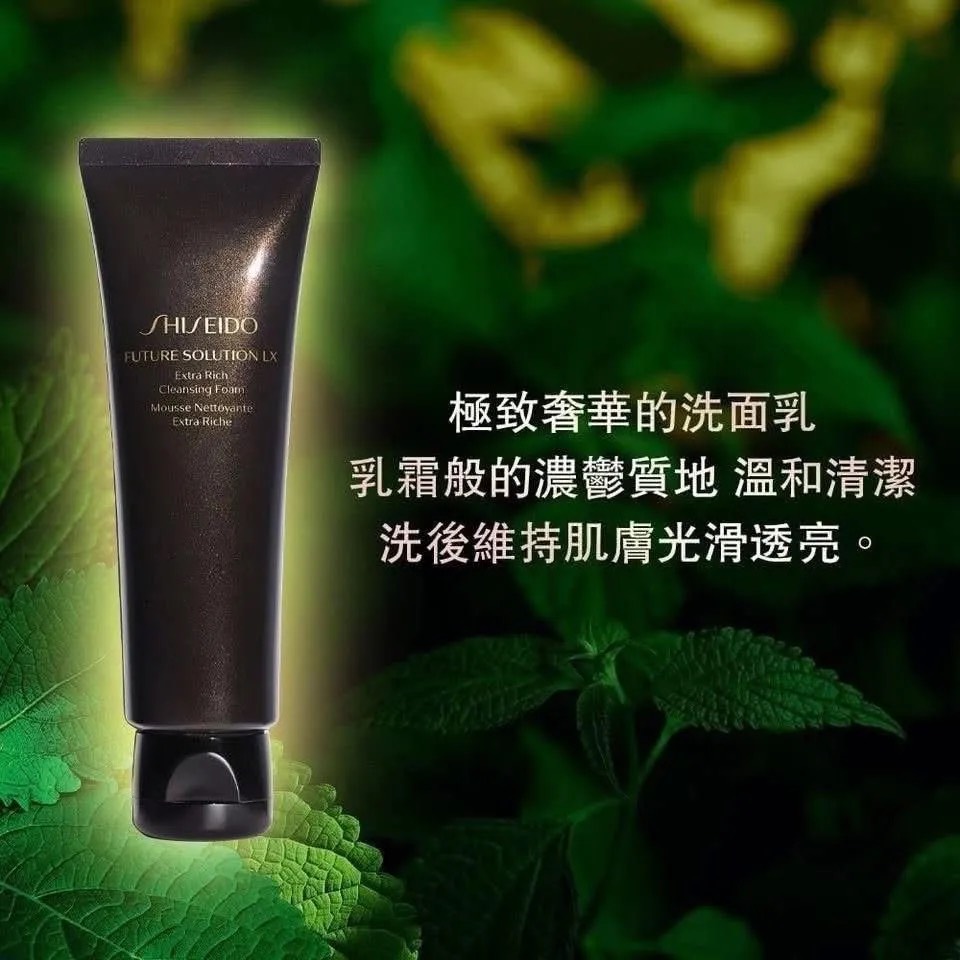 SHISEIDO
FUTURE SOLUTION LX
Extra Rich
Cleansing Foam
Mousse Nettoyante
Extra Riche
極致奢華的洗面乳
乳霜般的濃鬱質地 溫和清潔
洗後維持肌膚光滑透亮。